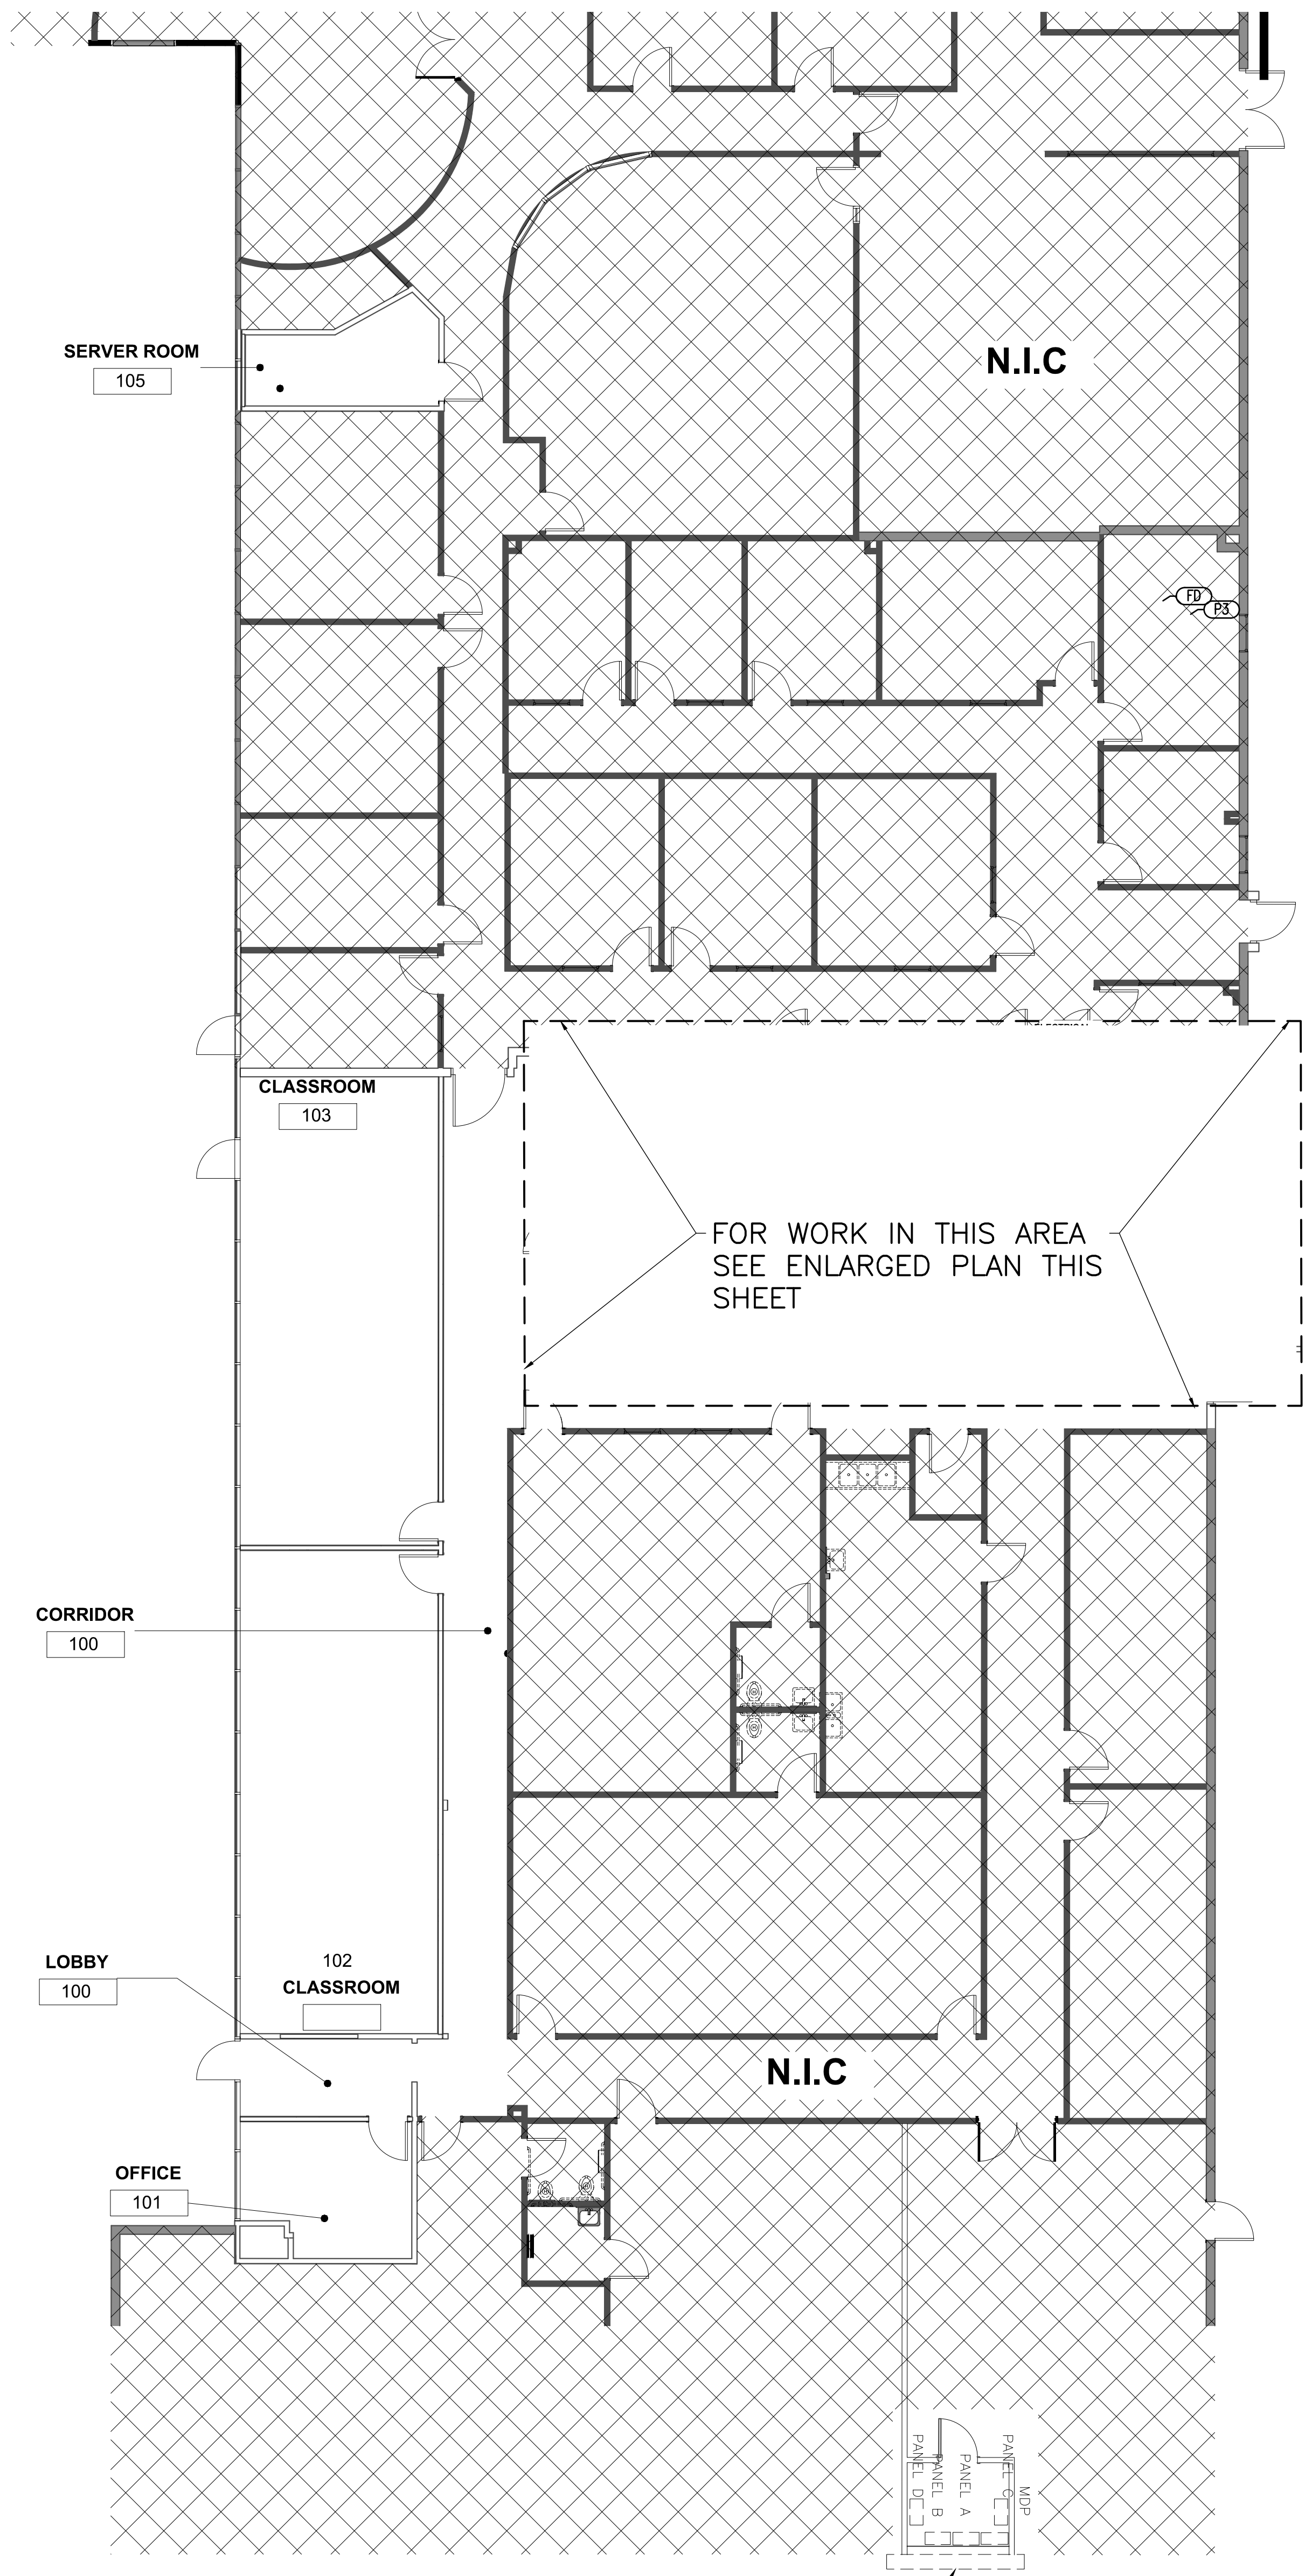 SERVER ROOM
105
N.I.C
FD
P3
CLASSROOM
103
FOR WORK IN THIS AREA
SEE ENLARGED PLAN THIS
SHEET
CORRIDOR
100
LOBBY
100
102
CLASSROOM
N.I.C
OFFICE
101
PANEL D
PANEL B
PANEL A
PANEL C
MDP